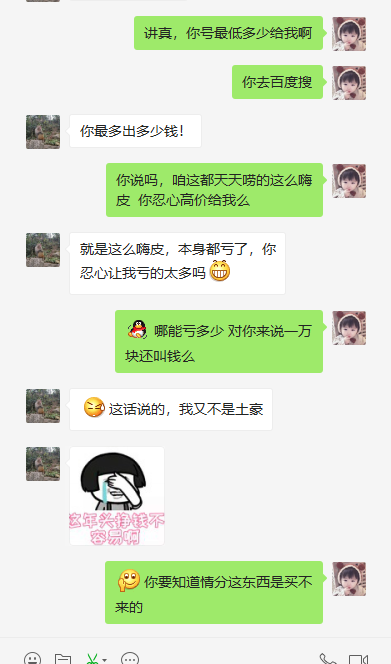 讲真，你号最低多少给我啊
你去百度搜
你最多出多少钱！
你说吗，咱这都天天唠的这么嗨
皮 你忍心高价给我么
就是这么嗨皮，本身都亏了，你
忍心让我亏的太多吗
哪能亏多少 对你来说一万
块还叫钱么
这话说的，我又不是土豪
这年头挣钱不
容易啊
你要知道情分这东西是买不
来的